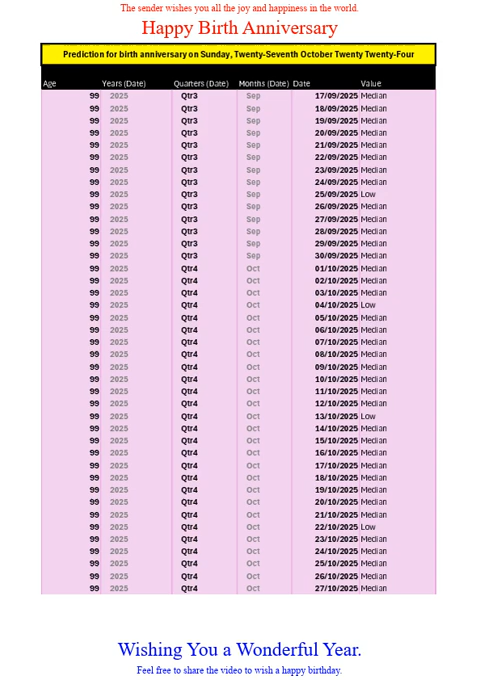 The sender wishes you all the joy and happiness in the world.
Happy Birth Anniversary
Prediction for birth anniversary on Sunday, Twenty-Seventh October Twenty Twenty-Four
Age Years (Date) Quarters (Date) Months (Date) Date Value
99 2025 Qtr3 Sep 17/09/2025 Median
99 2025 Qtr3 Sep 18/09/2025 Median
99 2025 Qtr3 Sep 19/09/2025 Median
99 2025 Qtr3 Sep 20/09/2025 Median
99 2025 Qtr3 Sep 21/09/2025 Median
99 2025 Qtr3 Sep 22/09/2025 Median
99 2025 Qtr3 Sep 23/09/2025 Median
99 2025 Qtr3 Sep 24/09/2025 Median
99 2025 Qtr3 Sep 25/09/2025 Low
99 2025 Qtr3 Sep 26/09/2025 Median
99 2025 Qtr3 Sep 27/09/2025 Median
99 2025 Qtr3 Sep 28/09/2025 Median
99 2025 Qtr3 Sep 29/09/2025 Median
99 2025 Qtr3 Sep 30/09/2025 Median
99 2025 Qtr4 Oct 01/10/2025 Median
99 2025 Qtr4 Oct 02/10/2025 Median
99 2025 Qtr4 Oct 03/10/2025 Median
99 2025 Qtr4 Oct 04/10/2025 Low
99 2025 Qtr4 Oct 05/10/2025 Median
99 2025 Qtr4 Oct 06/10/2025 Median
99 2025 Qtr4 Oct 07/10/2025 Median
99 2025 Qtr4 Oct 08/10/2025 Median
99 2025 Qtr4 Oct 09/10/2025 Median
99 2025 Qtr4 Oct 10/10/2025 Median
99 2025 Qtr4 Oct 11/10/2025 Median
99 2025 Qtr4 Oct 12/10/2025 Median
99 2025 Qtr4 Oct 13/10/2025 Low
99 2025 Qtr4 Oct 14/10/2025 Median
99 2025 Qtr4 Oct 15/10/2025 Median
99 2025 Qtr4 Oct 16/10/2025 Median
99 2025 Qtr4 Oct 17/10/2025 Median
99 2025 Qtr4 Oct 18/10/2025 Median
99 2025 Qtr4 Oct 19/10/2025 Median
99 2025 Qtr4 Oct 20/10/2025 Median
99 2025 Qtr4 Oct 21/10/2025 Median
99 2025 Qtr4 Oct 22/10/2025 Low
99 2025 Qtr4 Oct 23/10/2025 Median
99 2025 Qtr4 Oct 24/10/2025 Median
99 2025 Qtr4 Oct 25/10/2025 Median
99 2025 Qtr4 Oct 26/10/2025 Median
99 2025 Qtr4 Oct 27/10/2025 Median
Wishing You a Wonderful Year.
Feel free to share the video to wish a happy birthday.